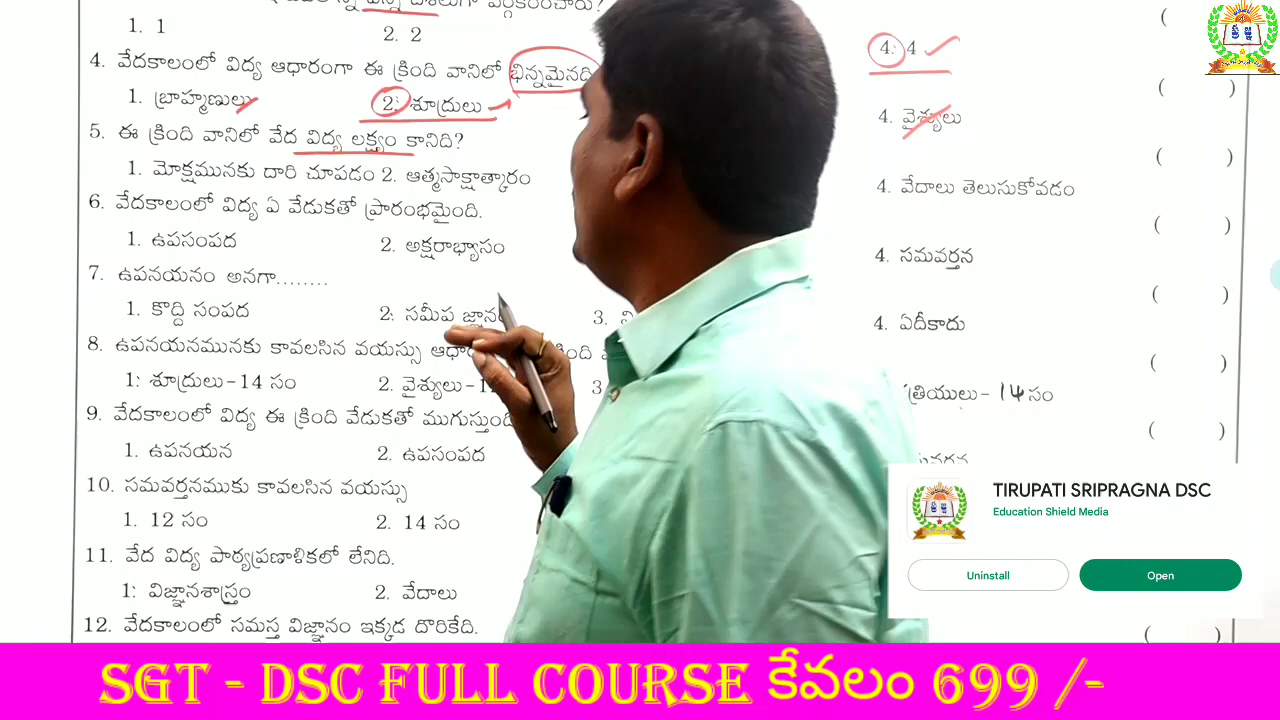 1. 1 2. 2 4. 4
4. వేదకాలంలో విద్య ఆధారంగా ఈ క్రింది వానిలో భిన్నమైనది
1. బ్రాహ్మణులు 2. శూద్రులు 4. వైశ్యులు
5. ఈ క్రింది వానిలో వేద విద్య లక్ష్యం కానిది?
1. మోక్షమునకు దారి చూపడం 2. ఆత్మసాక్షాత్కారం 4. వేదాలు తెలుసుకోవడం
6. వేదకాలంలో విద్య ఏ వేడుకతో ప్రారంభమైంది.
1. ఉపసంపద 2. అక్షరాభ్యాసం 4. సమవర్తన
7. ఉపనయనం అనగా........
1. కొద్ది సంపద 2. సమీప 3. 4. ఏదీకాదు
8. ఉపనయనమునకు కావలసిన వయస్సు
1. శూద్రులు-14 సం 2. వైశ్యులు- 3. 14 సం
9. వేదకాలంలో విద్య ఈ క్రింది వేడుకతో ముగుస్తుంది
1. ఉపనయన 2. ఉపసంపద
10. సమవర్తనముకు కావలసిన వయస్సు
1. 12 సం 2. 14 సం
11. వేద విద్య పాఠ్యప్రణాళికలో లేనిది.
1. విజ్ఞానశాస్త్రం 2. వేదాలు
12. వేదకాలంలో సమస్త విజ్ఞానం ఇక్కడ దొరికేది.
TIRUPATI SRIPRAGNA DSC
Education Shield Media
Uninstall Open
SGT - DSC FULL COURSE కేవలం 699 /-